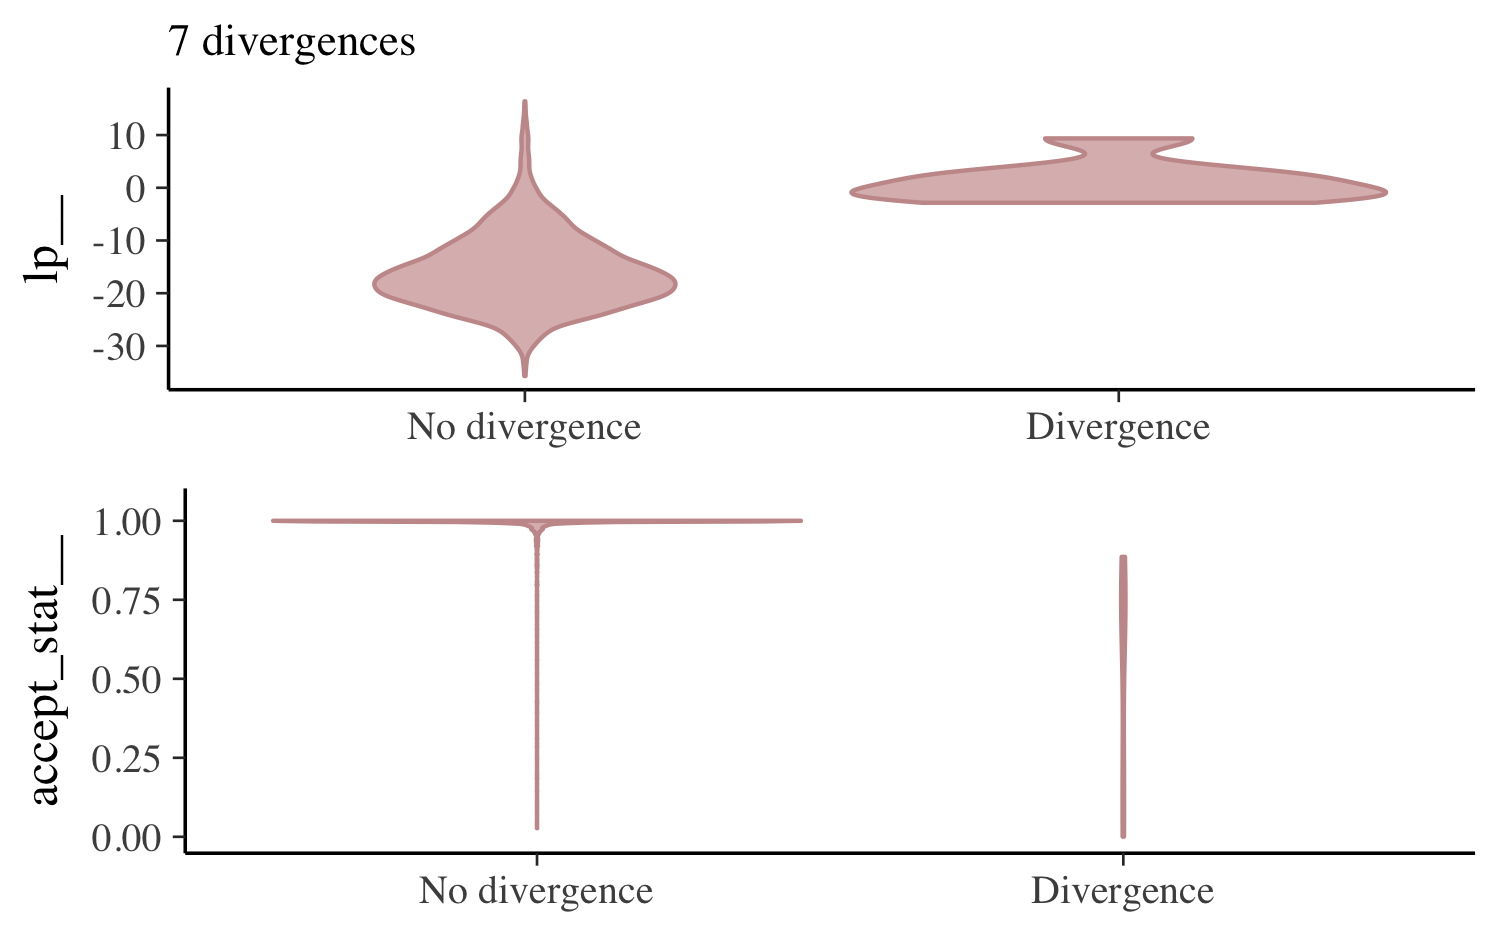 7 divergences
lp__
10
0
-10
-20
-30
No divergence
Divergence
accept_stat__
1.00
0.75
0.50
0.25
0.00
No divergence
Divergence